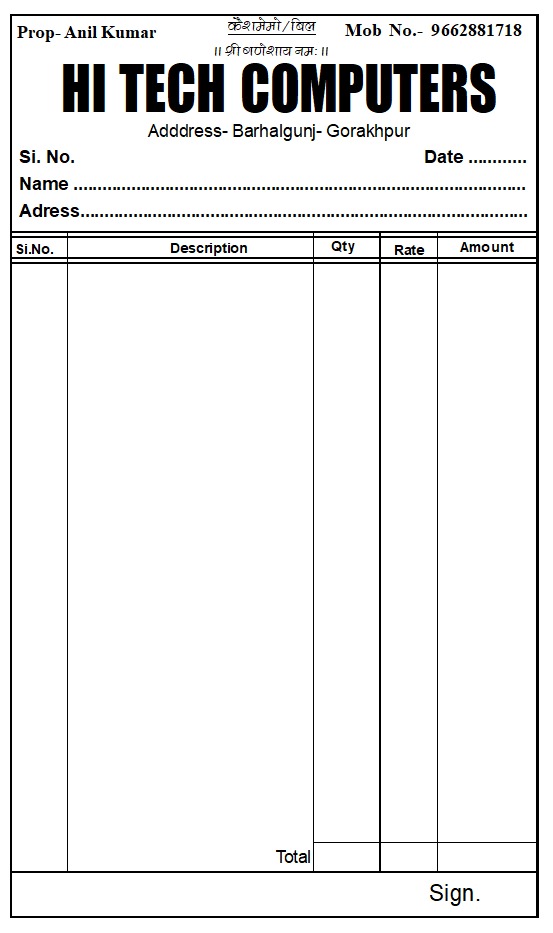 Prop- Anil Kumar
कैशमेमो/बिल
Mob No.- 9662881718
॥ श्री षणेशाय नमः॥
HI TECH COMPUTERS
Adddress- Barhalgunj- Gorakhpur
Si. No.
Date ............
Name ..............................................................................................
Adress.............................................................................................
Si.No. Description Qty Rate Amount
Total
Sign.